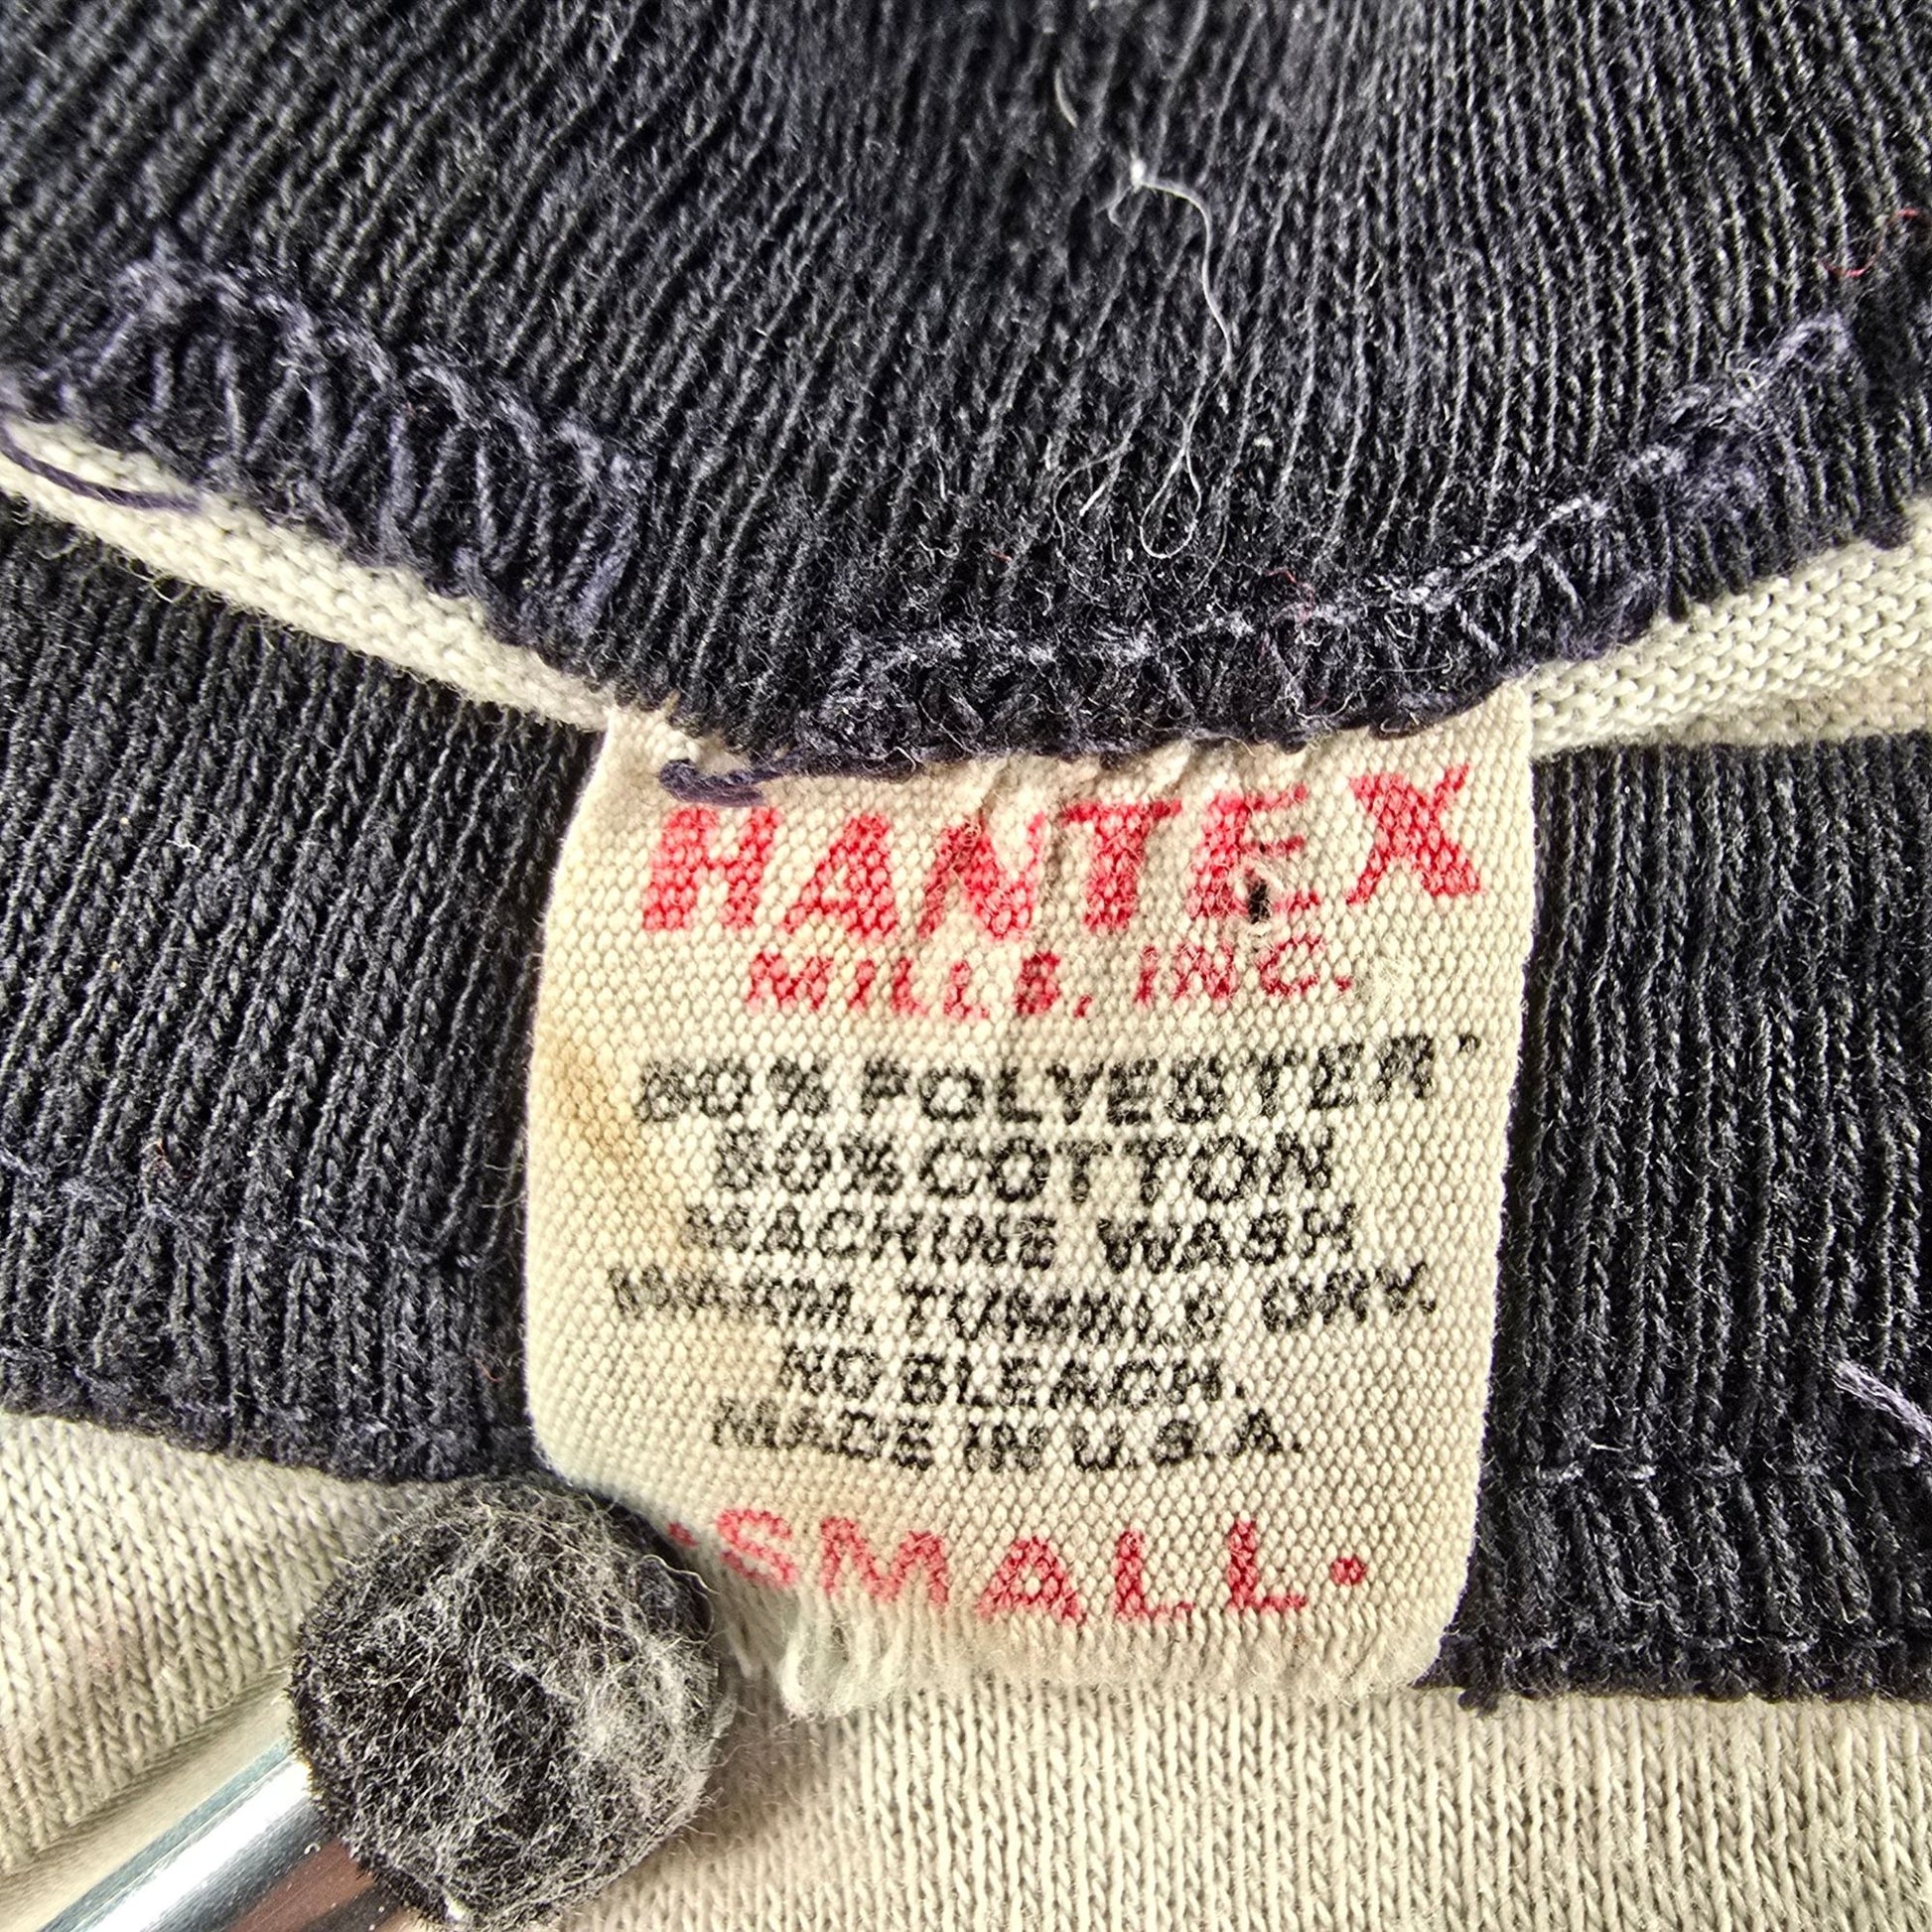 HANTEX
MILLS, INC.
50% POLYESTER
50% COTTON
MACHINE WASH
WARM, TUMBLE DRY.
NO BLEACH.
MADE IN U.S.A.
•SMALL•